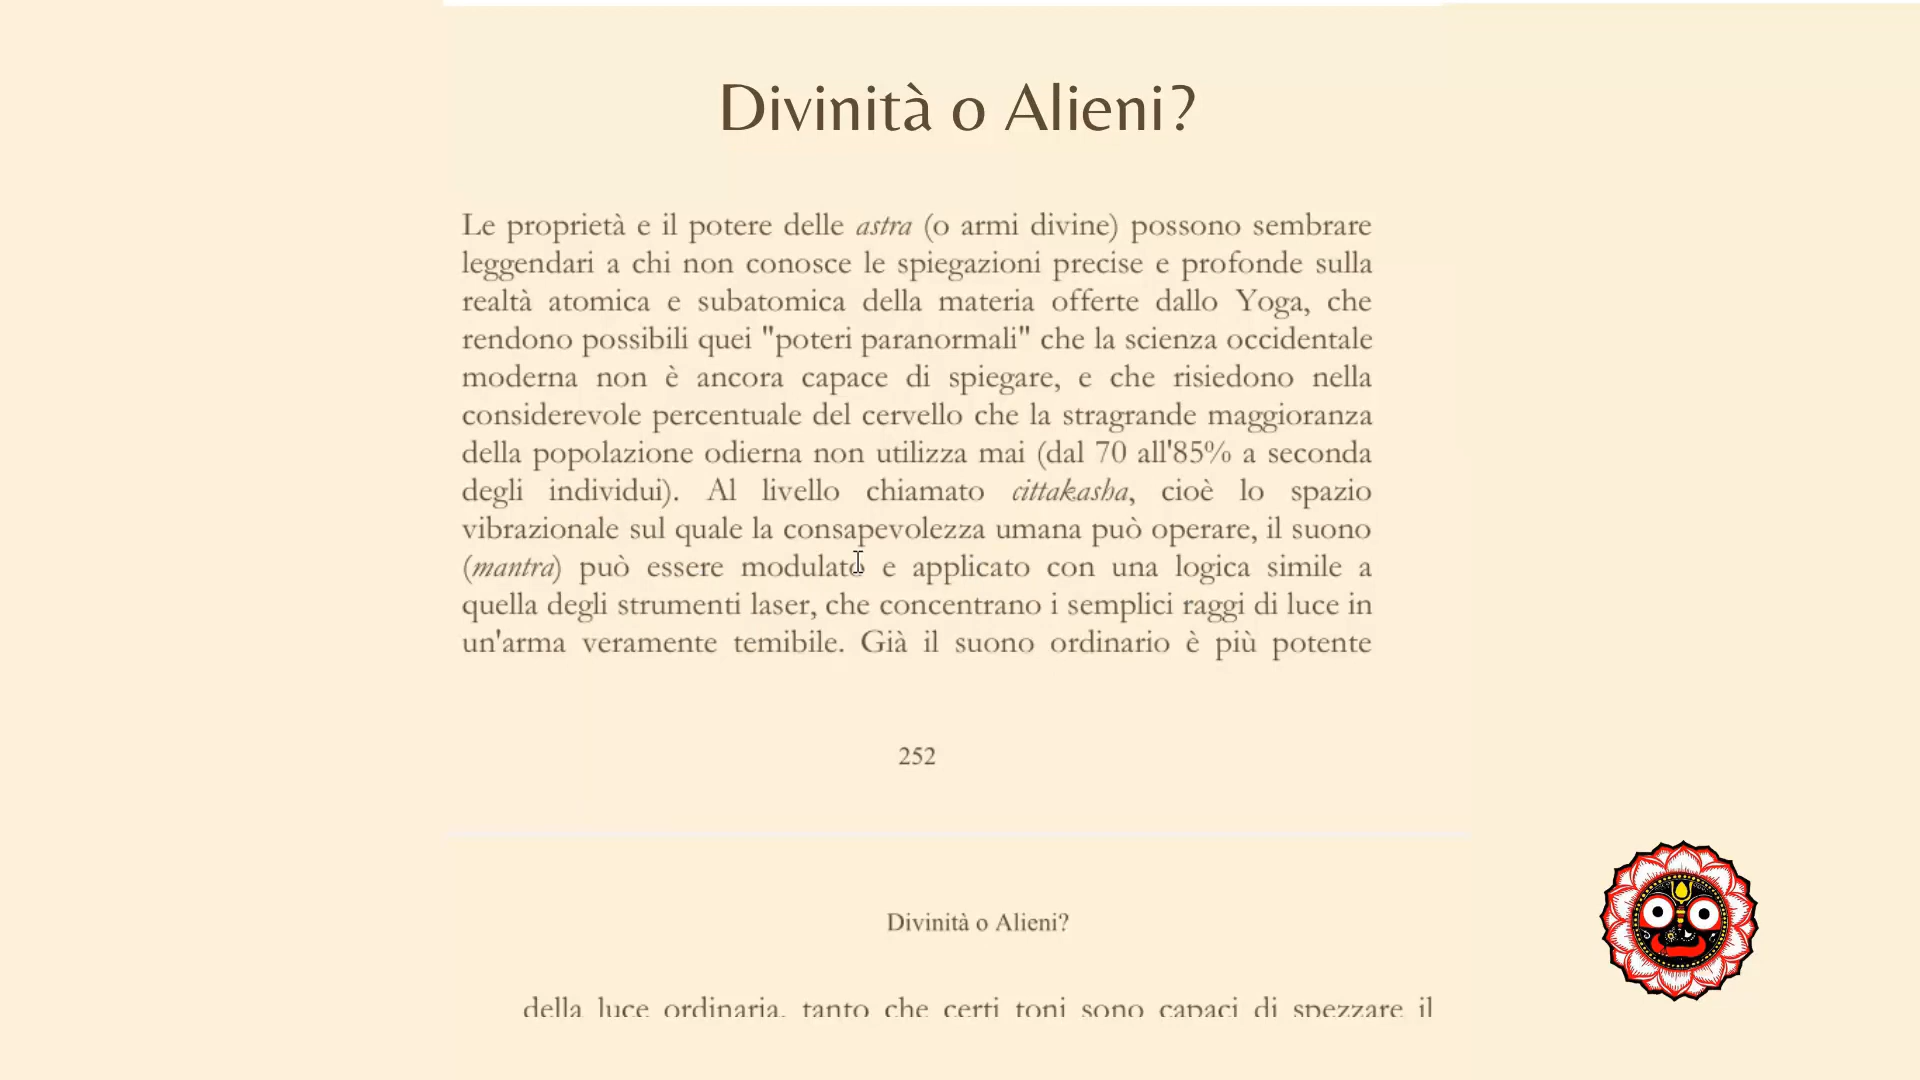 Divinità o Alieni?
Le proprietà e il potere delle astra (o armi divine) possono sembrare
leggendari a chi non conosce le spiegazioni precise e profonde sulla
realtà atomica e subatomica della materia offerte dallo Yoga, che
rendono possibili quei "poteri paranormali" che la scienza occidentale
moderna non è ancora capace di spiegare, e che risiedono nella
considerevole percentuale del cervello che la stragrande maggioranza
della popolazione odierna non utilizza mai (dal 70 all'85% a seconda
degli individui). Al livello chiamato cittakasha, cioè lo spazio
vibrazionale sul quale la consapevolezza umana può operare, il suono
(mantra) può essere modulato e applicato con una logica simile a
quella degli strumenti laser, che concentrano i semplici raggi di luce in
un'arma veramente temibile. Già il suono ordinario è più potente
252
Divinità o Alieni?
della luce ordinaria, tanto che certi toni sono capaci di spezzare il